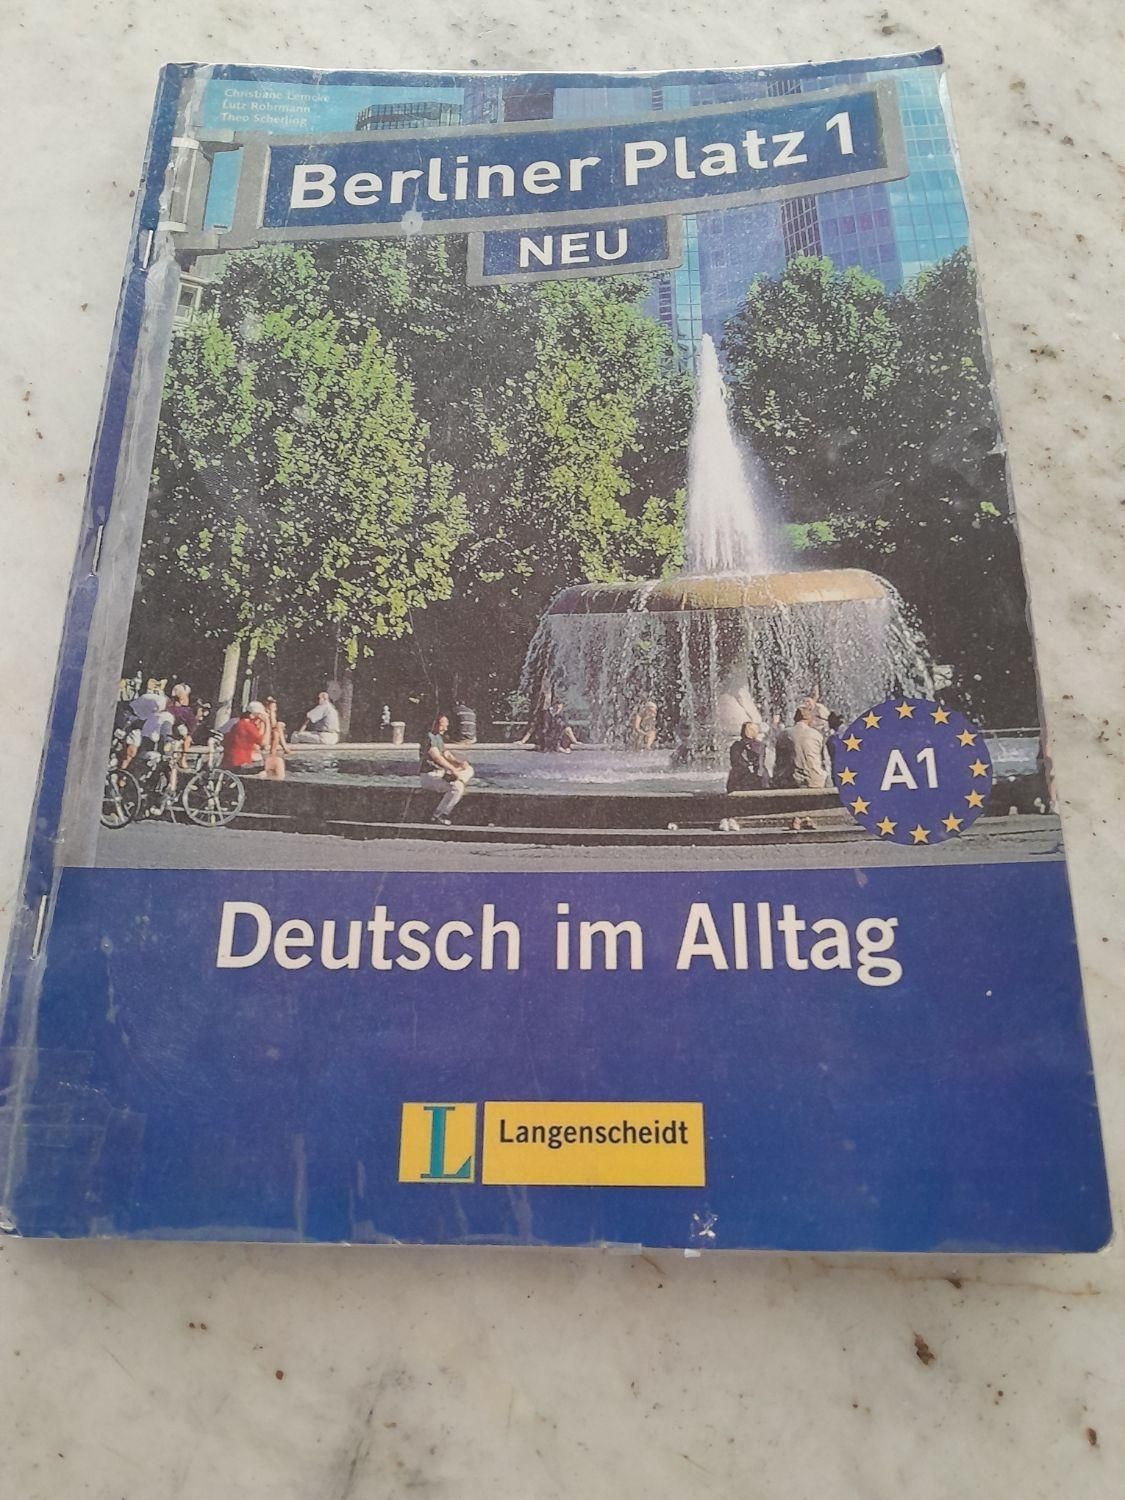 Christiane Lemcke
Lutz Rohrmann
Theo Scherling
Berliner Platz 1
NEU
A1
Deutsch im Alltag
L
Langenscheidt